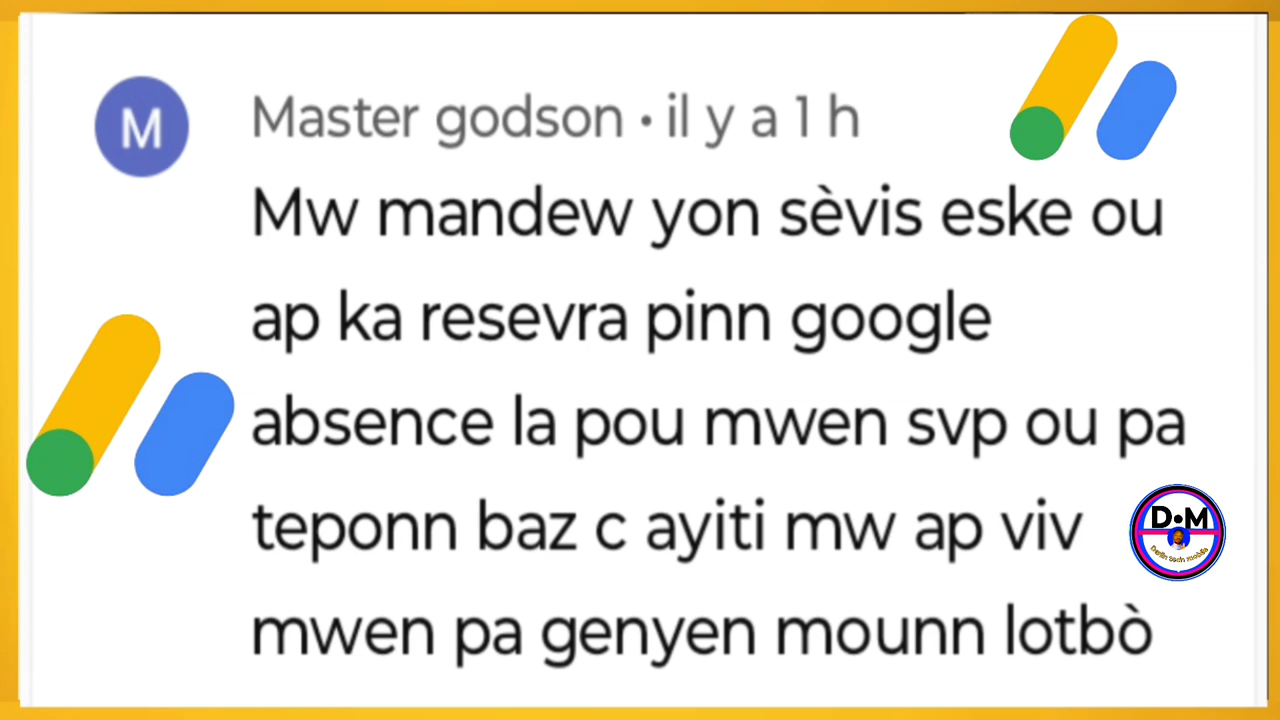 M
Master godson • il y a 1 h
Mw mandew yon sèvis eske ou
ap ka resevra pinn google
absence la pou mwen svp ou pa
teponn baz c ayiti mw ap viv
mwen pa genyen mounn lotbò
D•M